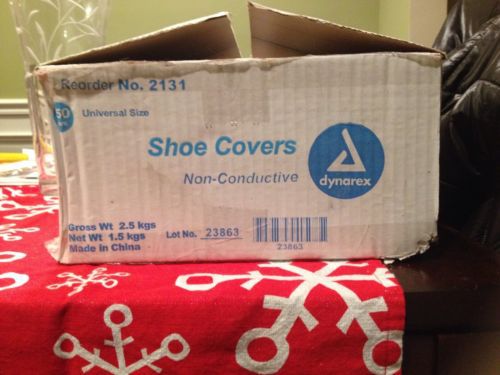 Reorder No. 2131
50
Universal Size
Shoe Covers
Non-Conductive
dynarex
Gross Wt 2.5 kgs
Net Wt 1.5 kgs
Made in China
Lot No. 23863
23863